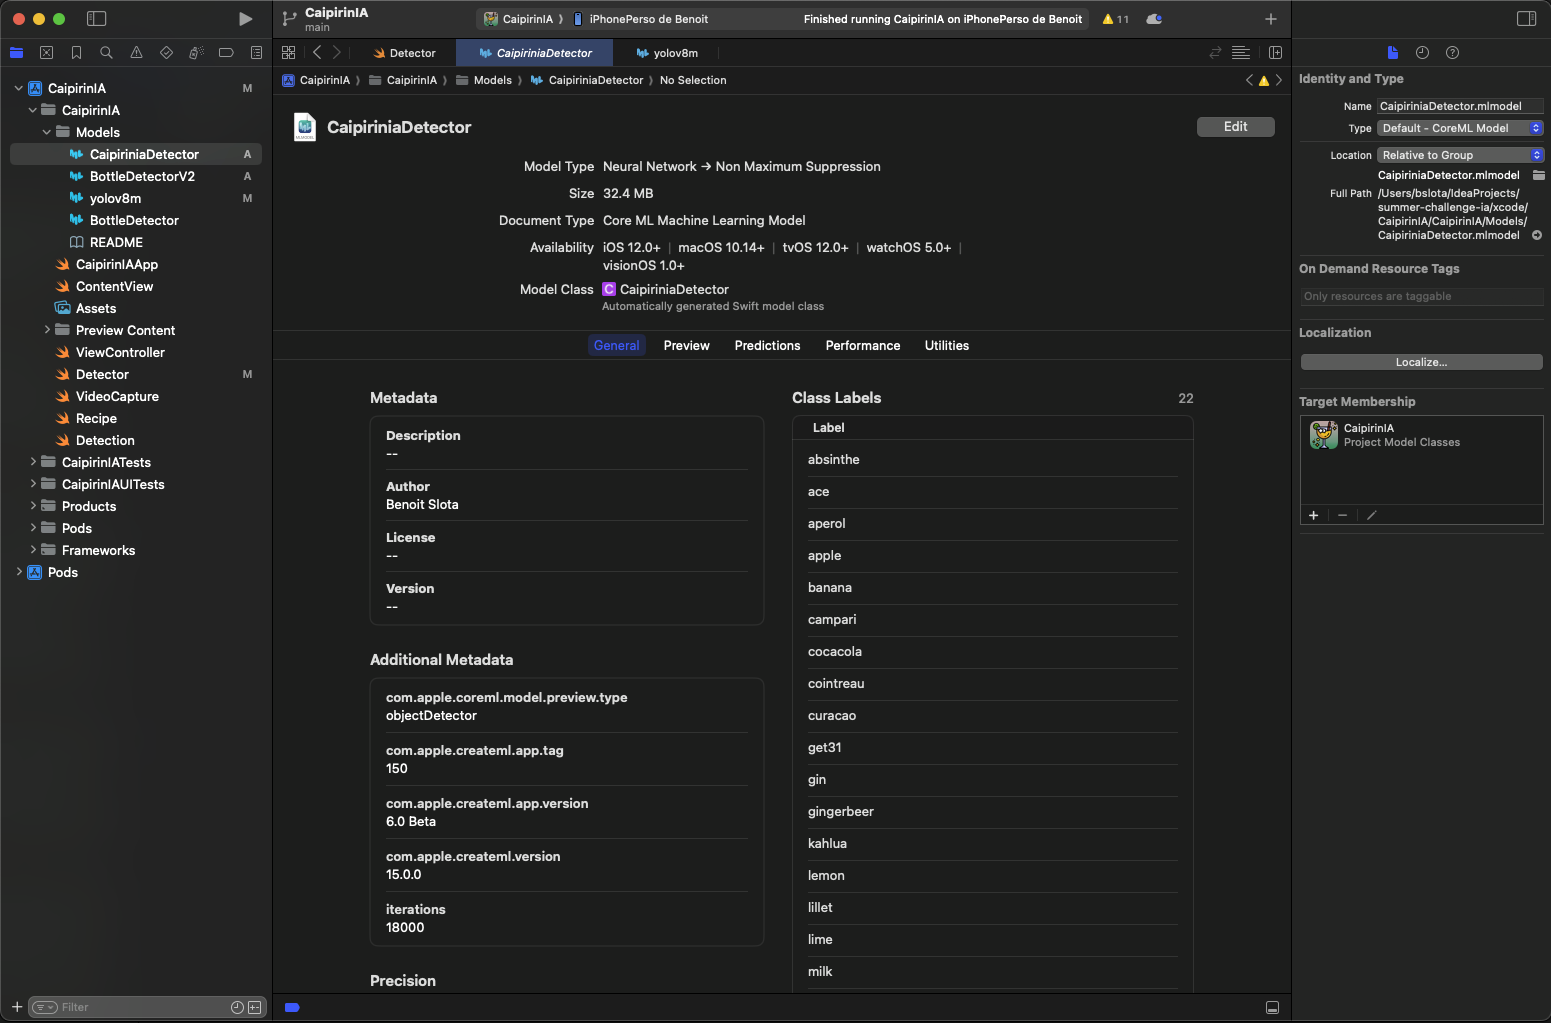 CaipirinIA
main
CaipirinIA
iPhonePerso de Benoit
Finished running CaipirinIA on iPhonePerso de Benoit
11
Detector
CaipiriniaDetector
yolov8m
CaipirinIA
CaipirinIA
Models
CaipiriniaDetector
No Selection
CaipirinIA M
CaipirinIA
Models
CaipiriniaDetector A
BottleDetectorV2 A
yolov8m M
BottleDetector
README
CaipirinIAApp
ContentView
Assets
Preview Content
ViewController
Detector M
VideoCapture
Recipe
Detection
CaipirinIATests
CaipirinIAUITests
Products
Pods
Frameworks
Pods
Filter
CaipiriniaDetector
Edit
Model Type Neural Network → Non Maximum Suppression
Size 32.4 MB
Document Type Core ML Machine Learning Model
Availability iOS 12.0+ | macOS 10.14+ | tvOS 12.0+ | watchOS 5.0+ |
visionOS 1.0+
Model Class C CaipiriniaDetector
Automatically generated Swift model class
General
Preview
Predictions
Performance
Utilities
Metadata
Description
--
Author
Benoit Slota
License
--
Version
--
Additional Metadata
com.apple.coreml.model.preview.type
objectDetector
com.apple.createml.app.tag
150
com.apple.createml.app.version
6.0 Beta
com.apple.createml.version
15.0.0
iterations
18000
Precision
Class Labels 22
Label
absinthe
ace
aperol
apple
banana
campari
cocacola
cointreau
curacao
get31
gin
gingerbeer
kahlua
lemon
lillet
lime
milk
Identity and Type
Name CaipiriniaDetector.mlmodel
Type Default - CoreML Model
Location Relative to Group
CaipiriniaDetector.mlmodel
Full Path /Users/bslota/IdeaProjects/
summer-challenge-ia/xcode/
CaipirinIA/CaipirinIA/Models/
CaipiriniaDetector.mlmodel
On Demand Resource Tags
Only resources are taggable
Localization
Localize...
Target Membership
CaipirinIA
Project Model Classes